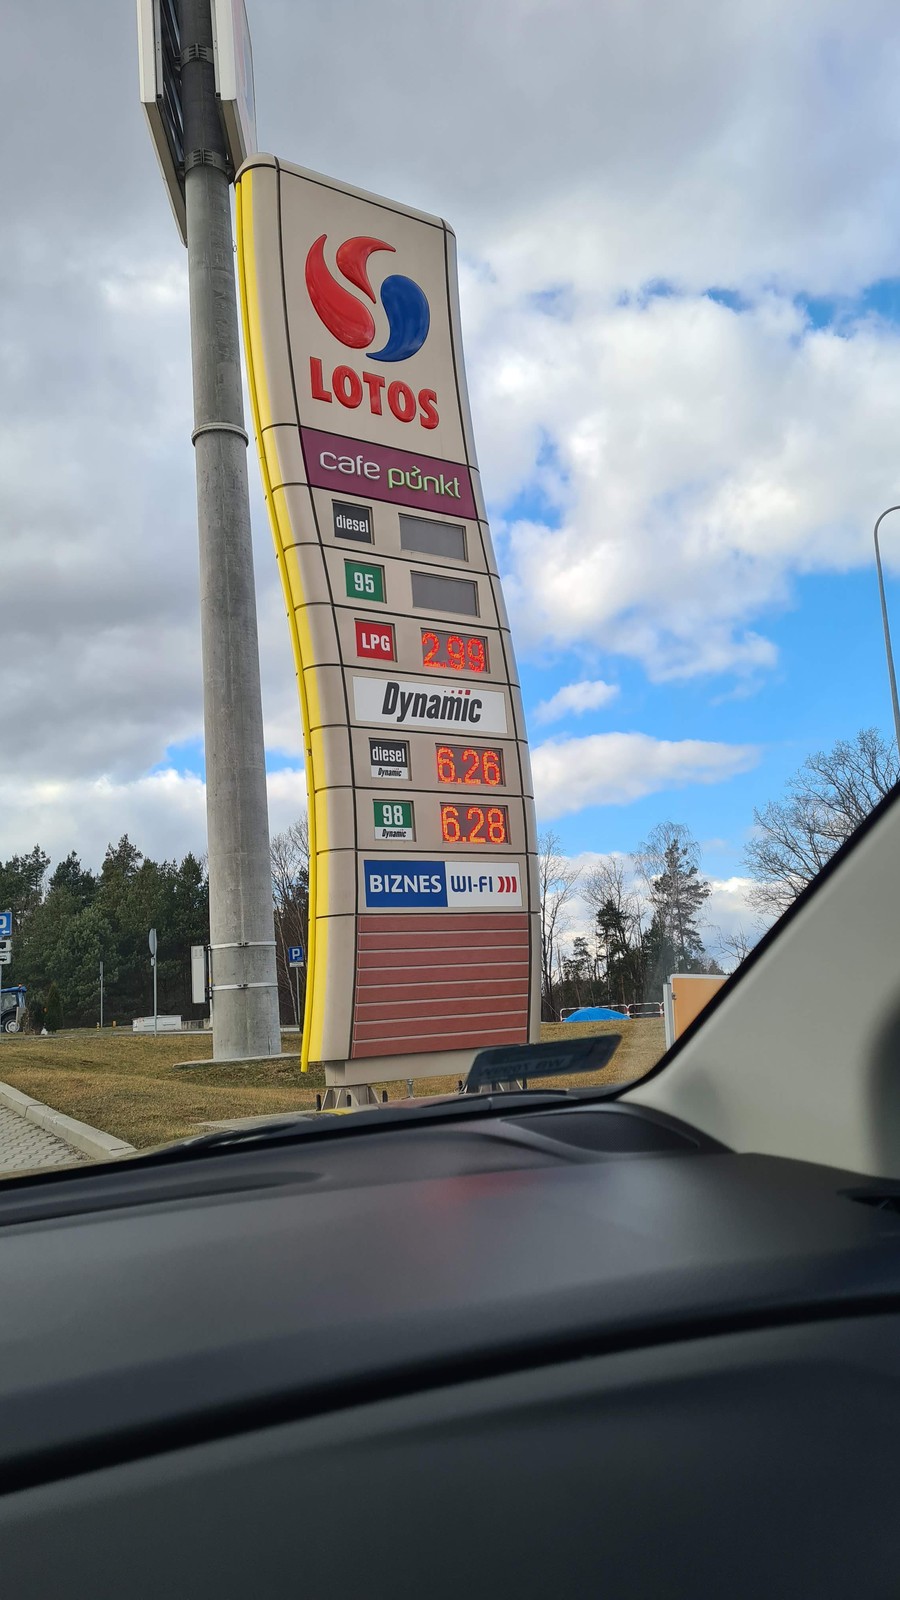 LOTOS
cafe pünkt
diesel
95
LPG 2.99
Dynamic
diesel Dynamic 6.26
98 Dynamic 6.28
BIZNES WI-FI
P
P